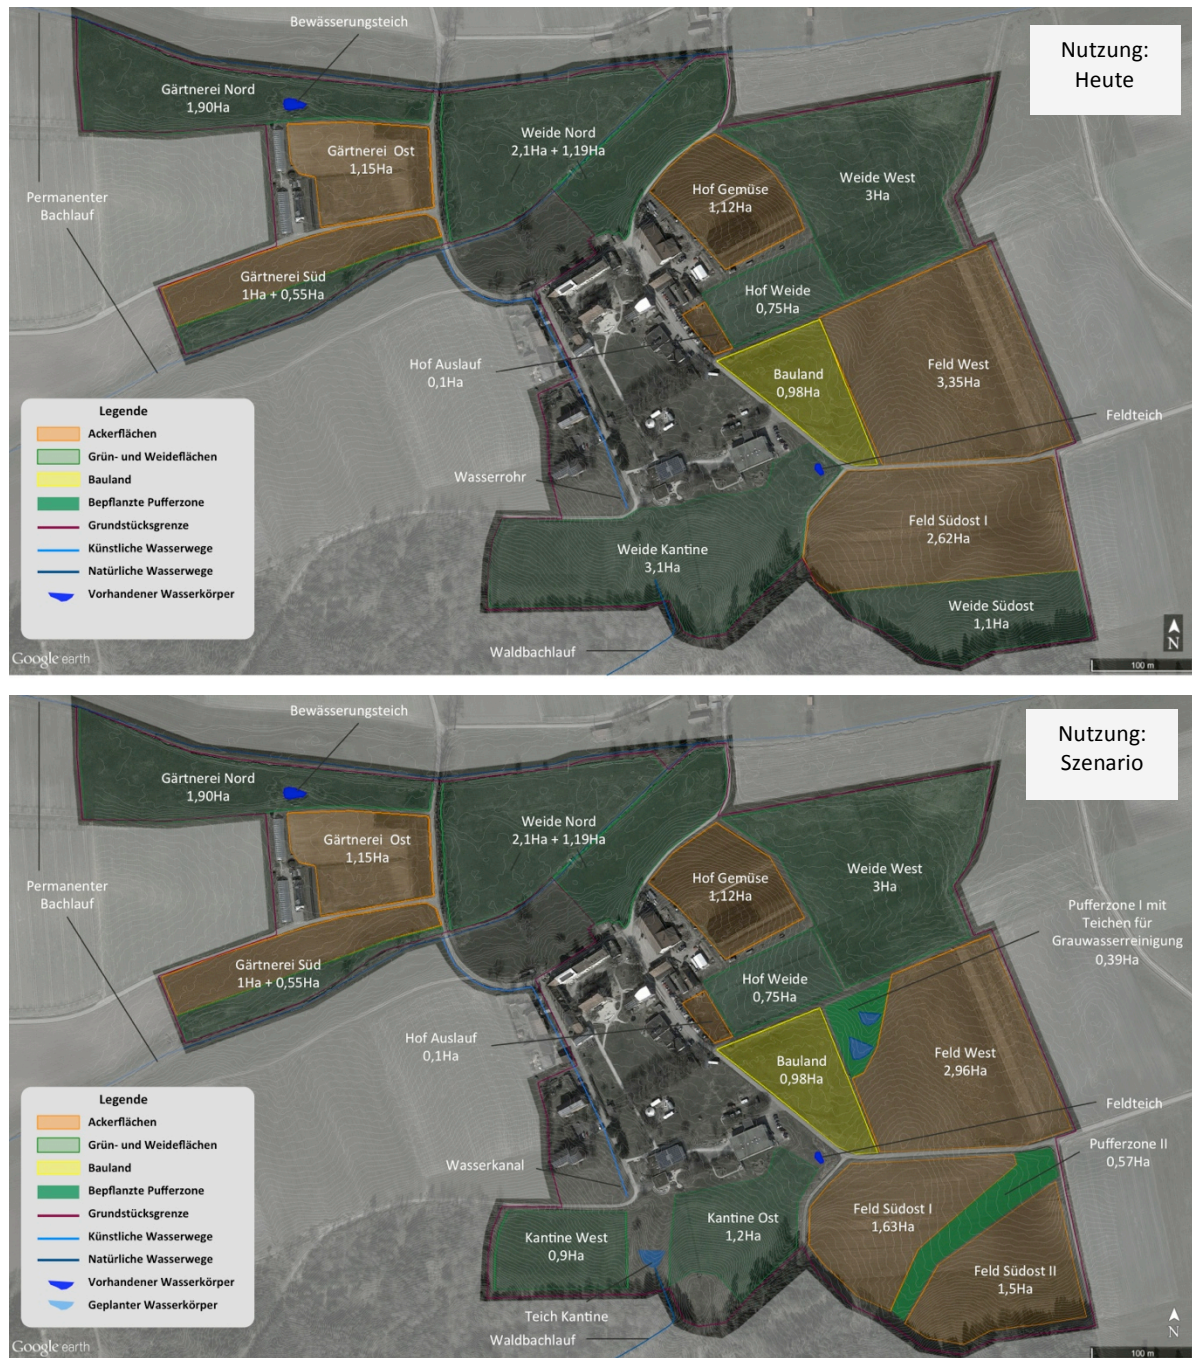 Bewässerungsteich
Nutzung:
Heute
Gärtnerei Nord
1,90Ha
Weide Nord
2,1Ha + 1,19Ha
Gärtnerei Ost
1,15Ha
Weide West
3Ha
Hof Gemüse
1,12Ha
Permanenter
Bachlauf
Gärtnerei Süd
1Ha + 0,55Ha
Hof Weide
0,75Ha
Hof Auslauf
0,1Ha
Bauland
0,98Ha
Feld West
3,35Ha
Feldteich
Legende
Ackerflächen
Grün- und Weideflächen
Bauland
Bepflanzte Pufferzone
Grundstücksgrenze
Künstliche Wasserwege
Natürliche Wasserwege
Vorhandener Wasserkörper
Wasserrohr
Feld Südost I
2,62Ha
Weide Kantine
3,1Ha
Weide Südost
1,1Ha
Waldbachlauf
N
Google earth
100 m
Bewässerungsteich
Nutzung:
Szenario
Gärtnerei Nord
1,90Ha
Weide Nord
2,1Ha + 1,19Ha
Gärtnerei Ost
1,15Ha
Weide West
3Ha
Hof Gemüse
1,12Ha
Permanenter
Bachlauf
Pufferzone I mit
Teichen für
Grauwasserreinigung
0,39Ha
Gärtnerei Süd
1Ha + 0,55Ha
Hof Weide
0,75Ha
Hof Auslauf
0,1Ha
Bauland
0,98Ha
Feld West
2,96Ha
Feldteich
Legende
Ackerflächen
Grün- und Weideflächen
Bauland
Bepflanzte Pufferzone
Grundstücksgrenze
Künstliche Wasserwege
Natürliche Wasserwege
Vorhandener Wasserkörper
Geplanter Wasserkörper
Pufferzone II
0,57Ha
Wasserkanal
Feld Südost I
1,63Ha
Kantine West
0,9Ha
Kantine Ost
1,2Ha
Feld Südost II
1,5Ha
Teich Kantine
Waldbachlauf
N
Google earth
100 m